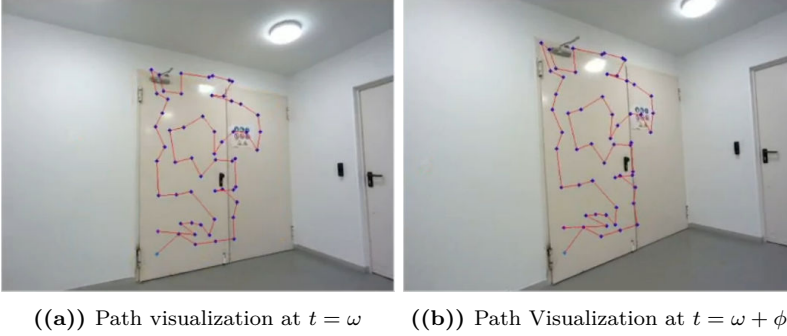 ((a)) Path visualization at t = ω
((b)) Path Visualization at t = ω + ϕ